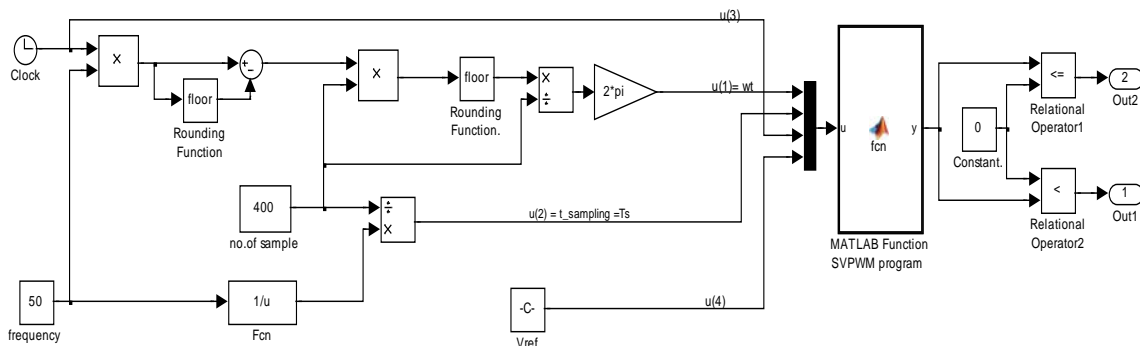 u(3)
Clock
X
floor
Rounding
Function
+
−
X
floor
Rounding
Function.
X
÷
2*pi
u(1)= wt
u
fcn
y
MATLAB Function
SVPWM program
<=
Relational
Operator1
2
Out2
0
Constant.
<
Relational
Operator2
1
Out1
400
no.of sample
÷
X
u(2) = t_sampling =Ts
50
frequency
1/u
Fcn
-C-
Vref
u(4)